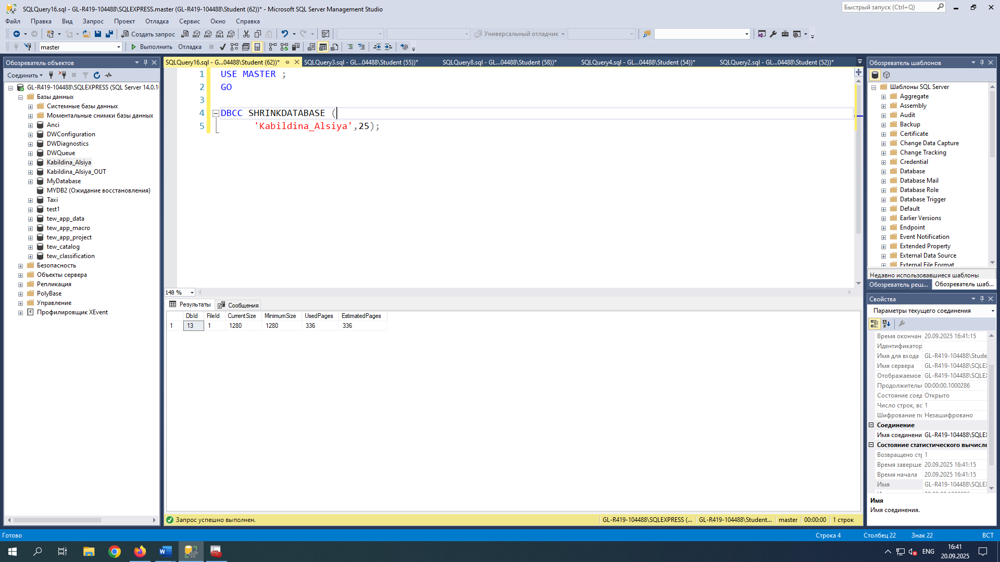 SQLQuery16.sql - GL-R419-104488\SQLEXPRESS.master (GL-R419-104488\Student (62))* - Microsoft SQL Server Management Studio
Быстрый запуск (Ctrl+Q)
Файл Правка Вид Запрос Проект Отладка Сервис Окно Справка
Создать запрос
MDX DMX XMLA DAX
Универсальный отладчик
master
Выполнить Отладка
Обозреватель объектов
Соединить
GL-R419-104488\SQLEXPRESS (SQL Server 14.0.1
Базы данных
Системные базы данных
Моментальные снимки базы данных
Anci
DWConfiguration
DWDiagnostics
DWQueue
Kabildina_Alsiya
Kabildina_Alsiya_OUT
MyDatabase
MYDB2 (Ожидание восстановления)
Taxi
test1
tew_app_data
tew_app_macro
tew_app_project
tew_catalog
tew_classification
Безопасность
Объекты сервера
Репликация
PolyBase
Управление
Профилировщик XEvent
SQLQuery16.sql - G...04488\Student (62))* SQLQuery3.sql - GL...04488\Student (55))* SQLQuery8.sql - GL...04488\Student (58))* SQLQuery4.sql - GL...04488\Student (54))* SQLQuery2.sql - GL...04488\Student (52))*
1 USE MASTER ;
2 GO
3
4 DBCC SHRINKDATABASE (
5 'Kabildina_Alsiya',25);
148 %
Результаты Сообщения
DbId FileId CurrentSize MinimumSize UsedPages EstimatedPages
1 13 1 1280 1280 336 336
Запрос успешно выполнен.
GL-R419-104488\SQLEXPRESS (... GL-R419-104488\Student... master 00:00:00 1 строк
Обозреватель шаблонов
Шаблоны SQL Server
Aggregate
Assembly
Audit
Backup
Certificate
Change Data Capture
Change Tracking
Credential
Database
Database Mail
Database Role
Database Trigger
Default
Earlier Versions
Endpoint
Event Notification
Extended Property
External Data Source
External File Format
Недавно использовавшиеся шаблоны
Обозреватель реш... Обозреватель шаб...
Свойства
Параметры текущего соединения
Время окончан 20.09.2025 16:41:15
Идентификатор
Имя для входа GL-R419-104488\Stude
Имя сервера GL-R419-104488\SQLEX
Отображаемое GL-R419-104488\SQLEX
Продолжительн 00:00:00.1000286
Состояние соед Открыто
Число строк, вс 1
Шифрование по Незашифровано
Соединение
Имя соединени GL-R419-104488\SQLEX
Состояние статистического вычисле
Возвращено стр 1
Время заверше 20.09.2025 16:41:15
Время начала 20.09.2025 16:41:15
Имя GL-R419-104488\SQLEX
Имя
Имя соединения.
Готово
Строка 4 Столбец 22 Знак 22 ВСТ
ENG
16:41
20.09.2025